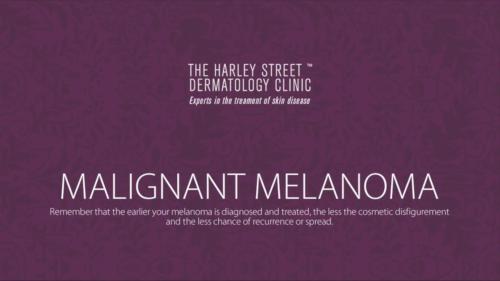 THE HARLEY STREET ™
DERMATOLOGY CLINIC
Experts in the treament of skin disease
MALIGNANT MELANOMA
Remember that the earlier your melanoma is diagnosed and treated, the less the cosmetic disfigurement
and the less chance of recurrence or spread.